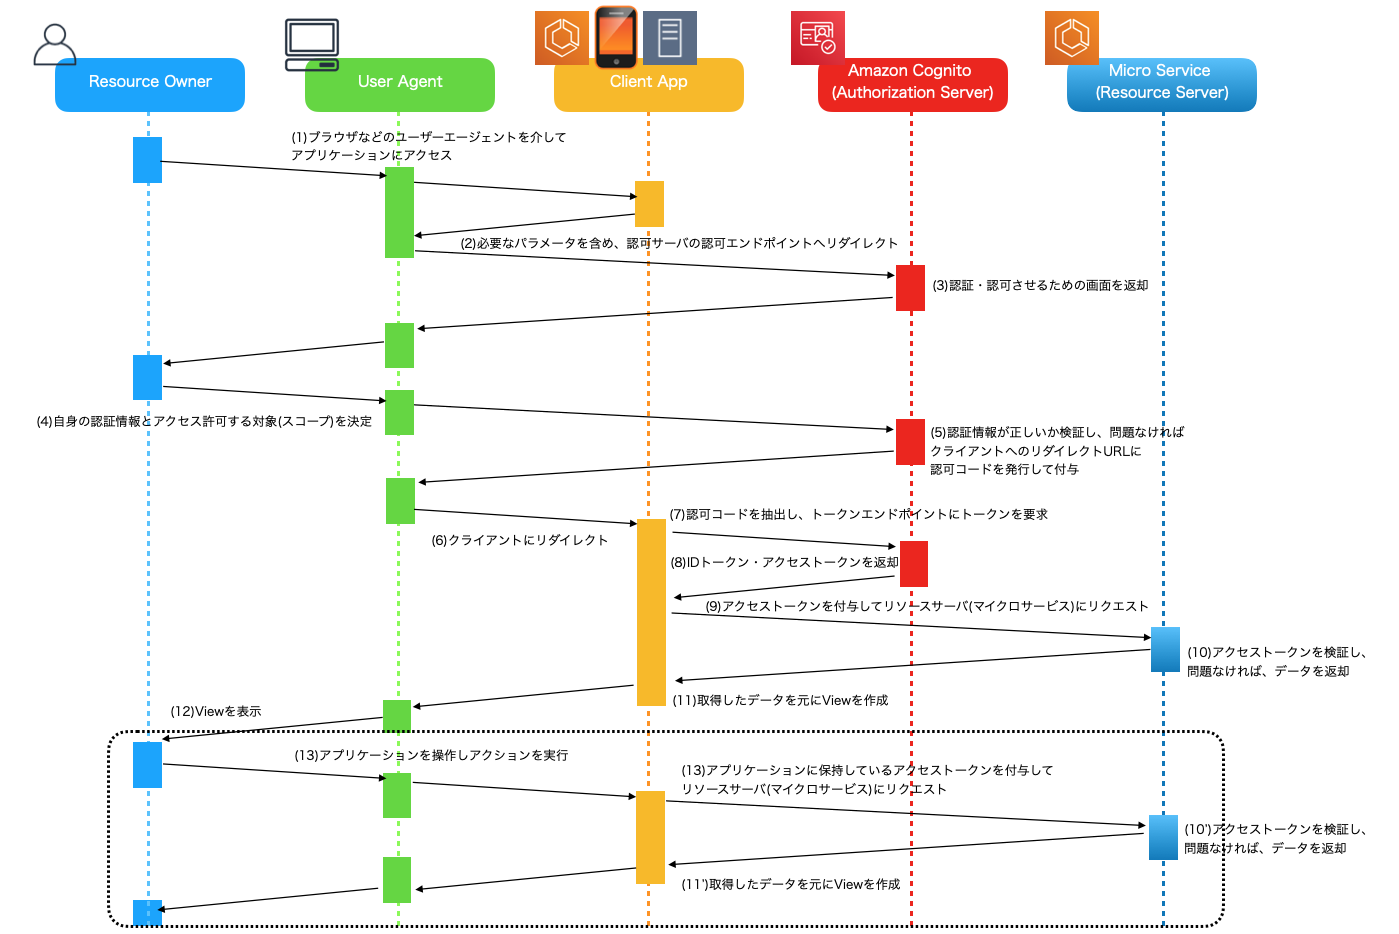 Resource Owner
User Agent
Client App
Amazon Cognito
(Authorization Server)
Micro Service
(Resource Server)
(1)ブラウザなどのユーザーエージェントを介して
アプリケーションにアクセス
(2)必要なパラメータを含め、認可サーバの認可エンドポイントへリダイレクト
(3)認証・認可させるための画面を返却
(4)自身の認証情報とアクセス許可する対象(スコープ)を決定
(5)認証情報が正しいか検証し、問題なければ
クライアントへのリダイレクトURLに
認可コードを発行して付与
(6)クライアントにリダイレクト
(7)認可コードを抽出し、トークンエンドポイントにトークンを要求
(8)IDトークン・アクセストークンを返却
(9)アクセストークンを付与してリソースサーバ(マイクロサービス)にリクエスト
(10)アクセストークンを検証し、
問題なければ、データを返却
(11)取得したデータを元にViewを作成
(12)Viewを表示
(13)アプリケーションを操作しアクションを実行
(13)アプリケーションに保持しているアクセストークンを付与して
リソースサーバ(マイクロサービス)にリクエスト
(10')アクセストークンを検証し、
問題なければ、データを返却
(11')取得したデータを元にViewを作成